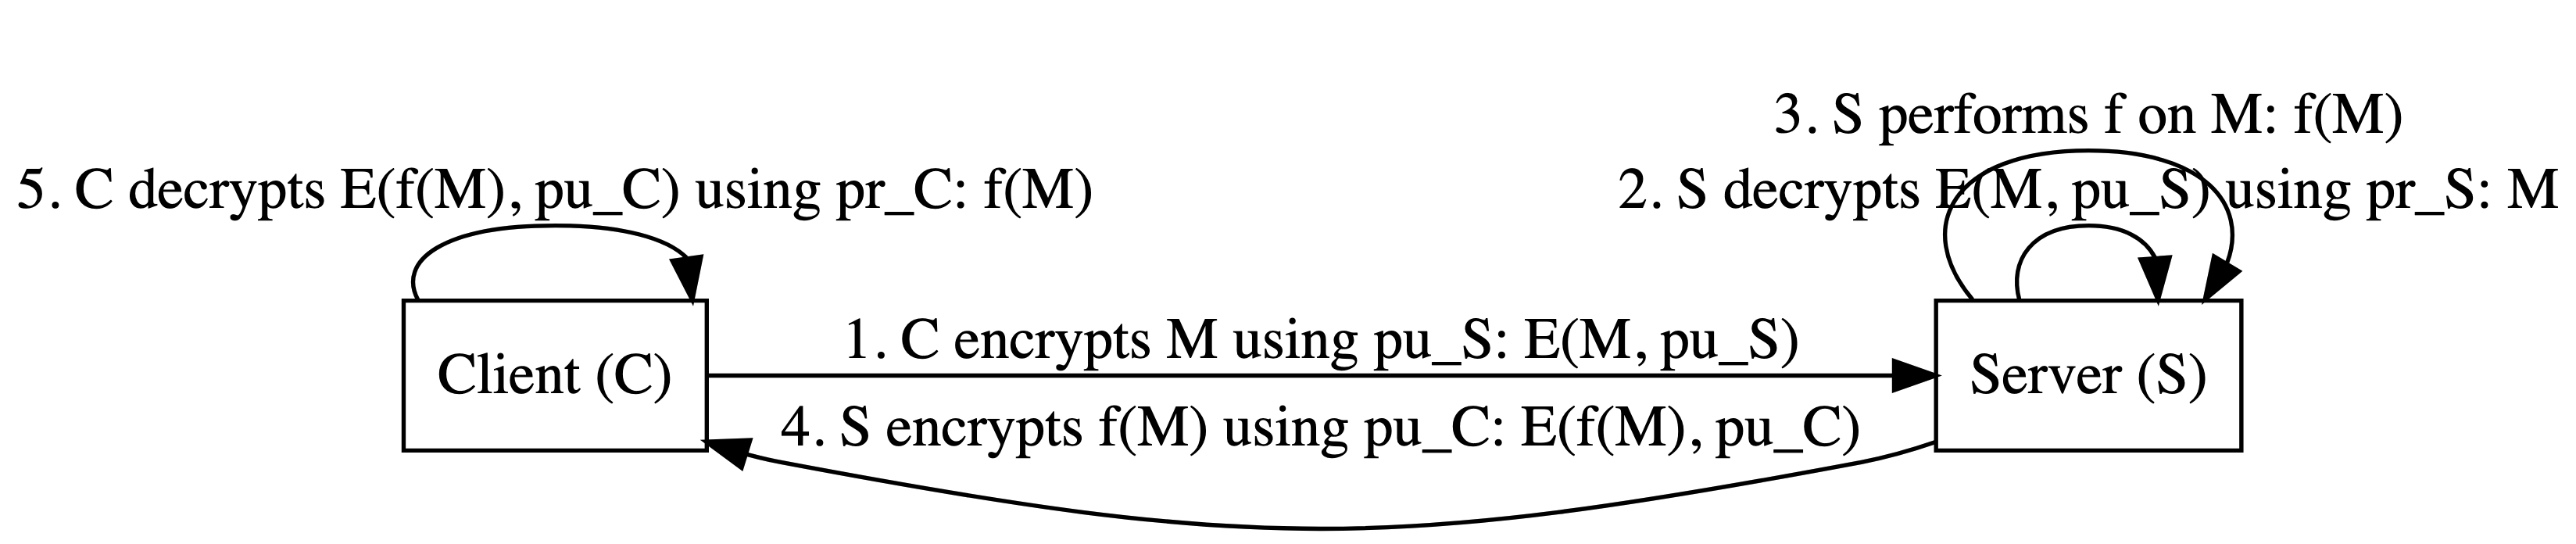 3. S performs f on M: f(M)
5. C decrypts E(f(M), pu_C) using pr_C: f(M)
2. S decrypts E(M, pu_S) using pr_S: M
1. C encrypts M using pu_S: E(M, pu_S)
Client (C)
Server (S)
4. S encrypts f(M) using pu_C: E(f(M), pu_C)